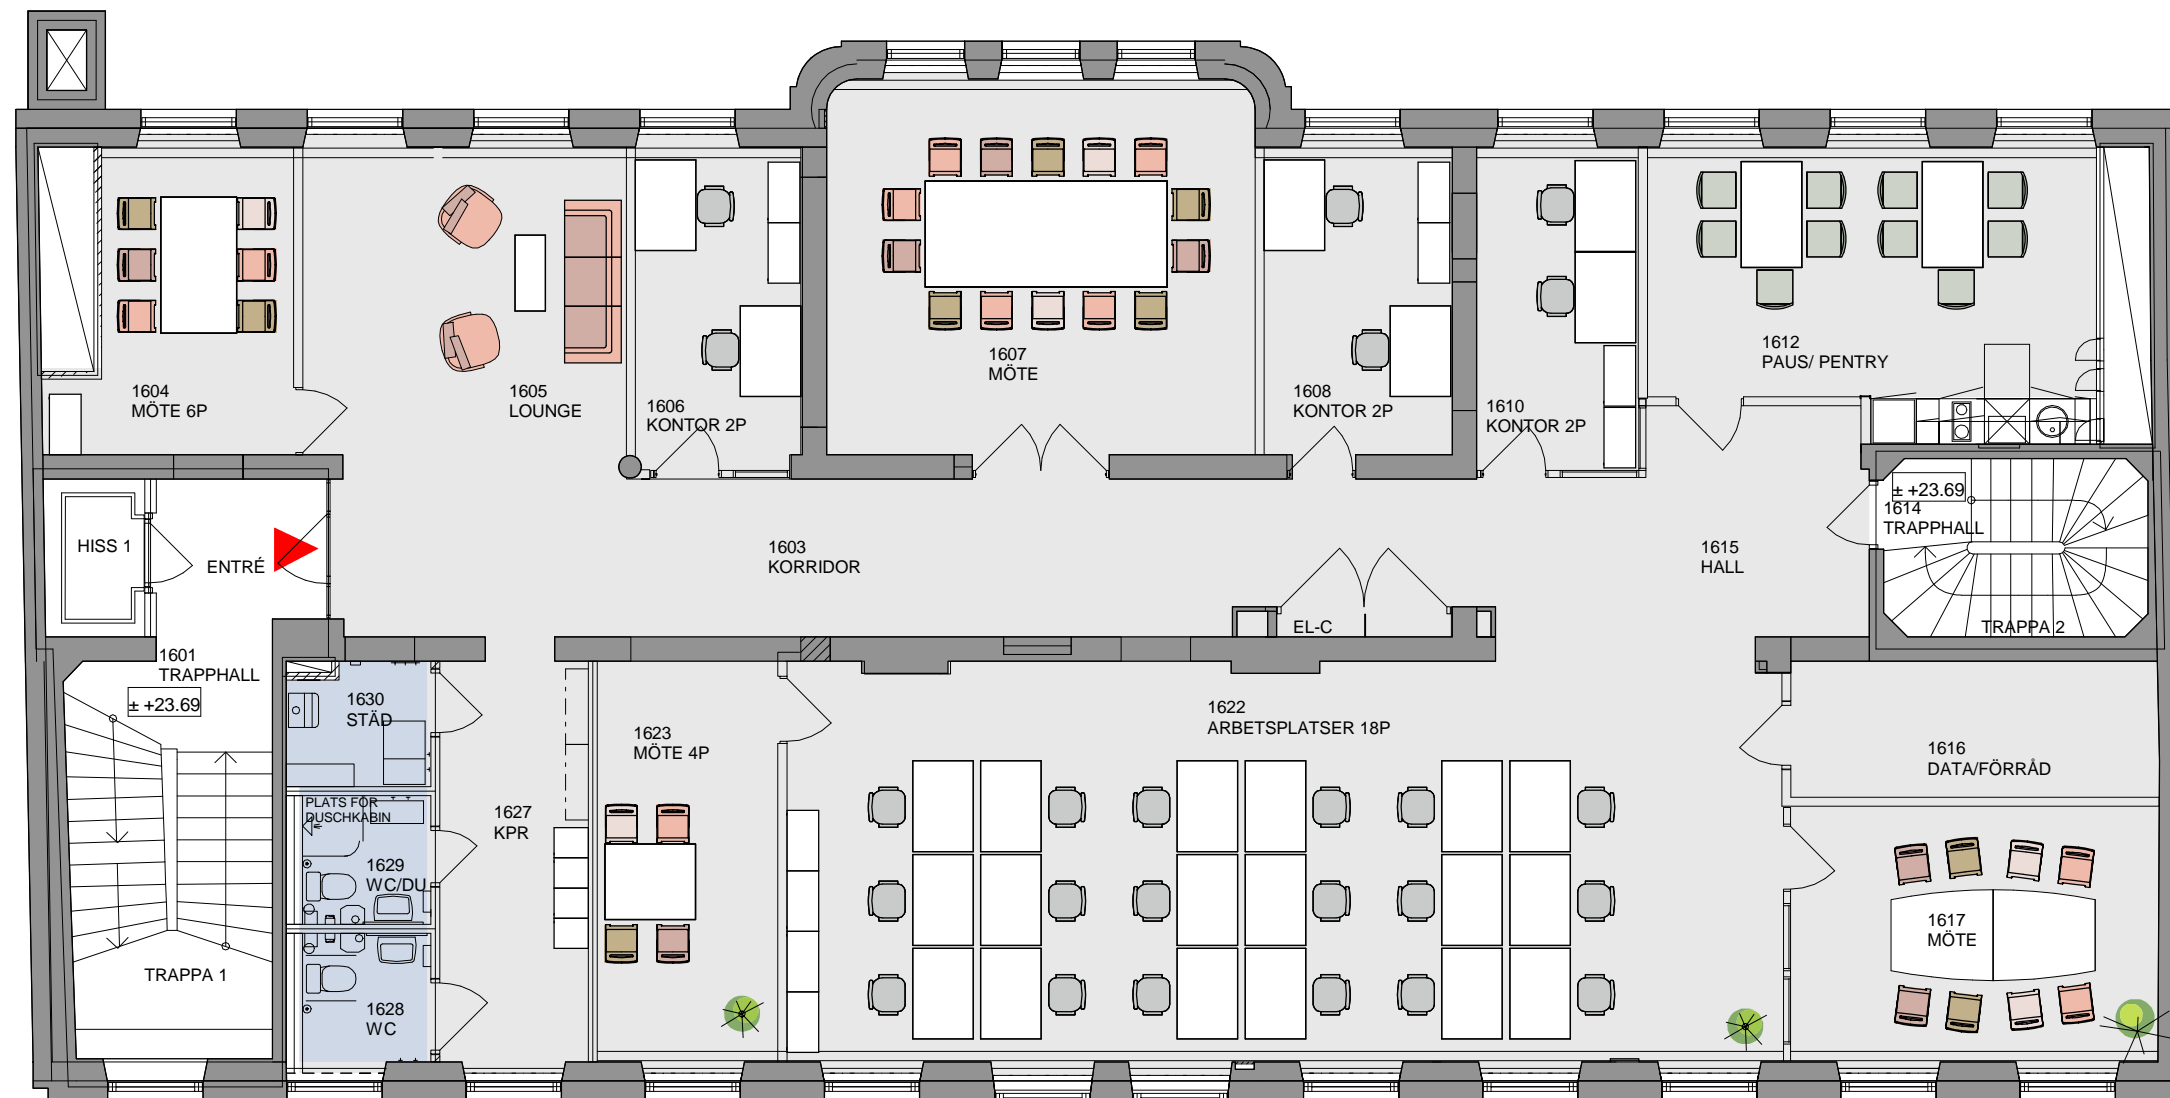 1604
MÖTE 6P
1605
LOUNGE
1606
KONTOR 2P
1607
MÖTE
1608
KONTOR 2P
1610
KONTOR 2P
1612
PAUS/ PENTRY
HISS 1
ENTRÉ
1603
KORRIDOR
EL-C
1615
HALL
± +23.69
1614
TRAPPHALL
TRAPPA 2
1601
TRAPPHALL
± +23.69
TRAPPA 1
1630
STÄD
PLATS FÖR
DUSCHKABIN
1629
WC/DU
1628
WC
1627
KPR
1623
MÖTE 4P
1622
ARBETSPLATSER 18P
1616
DATA/FÖRRÅD
1617
MÖTE